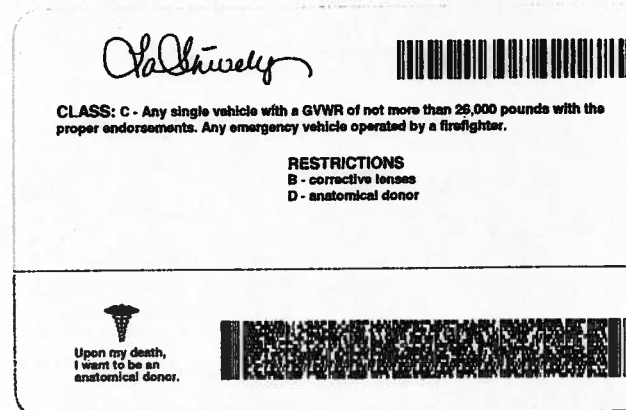 CLASS: C - Any single vehicle with a GVWR of not more than 26,000 pounds with the
proper endorsements. Any emergency vehicle operated by a firefighter.
RESTRICTIONS
B - corrective lenses
D - anatomical donor
Upon my death,
I want to be an
anatomical donor.